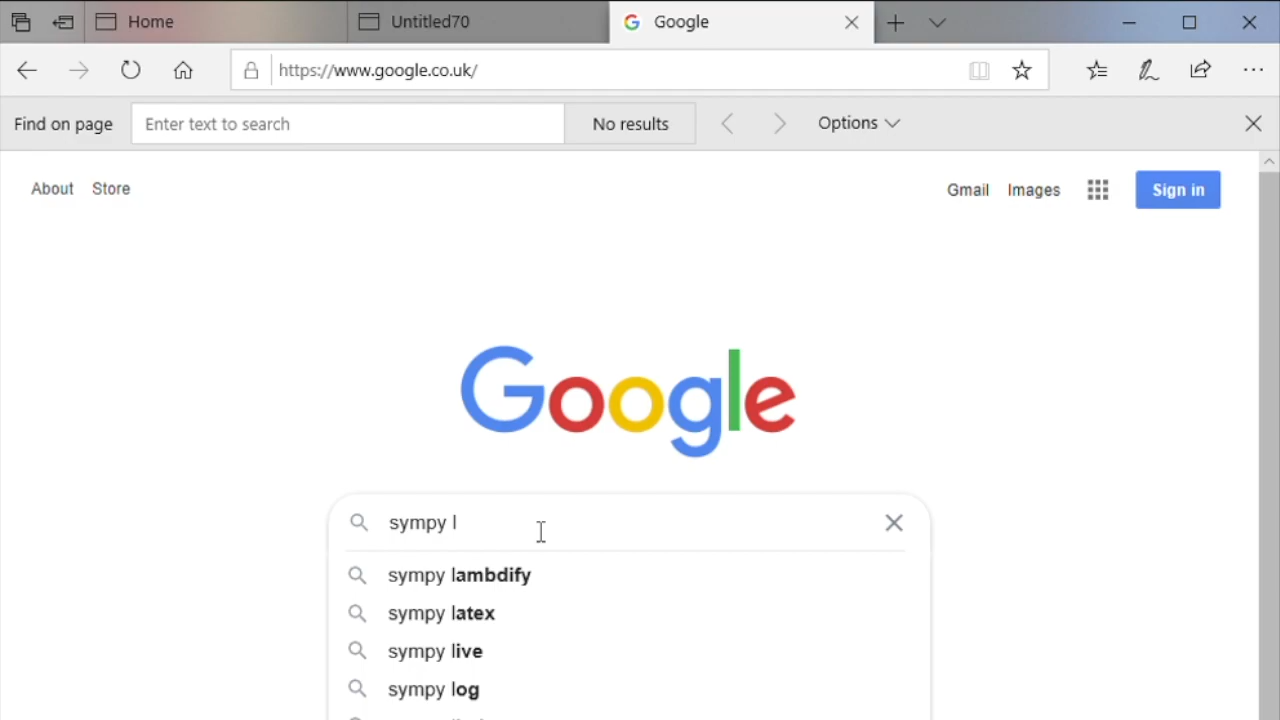 Home
Untitled70
Google
https://www.google.co.uk/
Find on page
Enter text to search
No results
Options
About
Store
Gmail
Images
Sign in
Google
sympy l
sympy lambdify
sympy latex
sympy live
sympy log